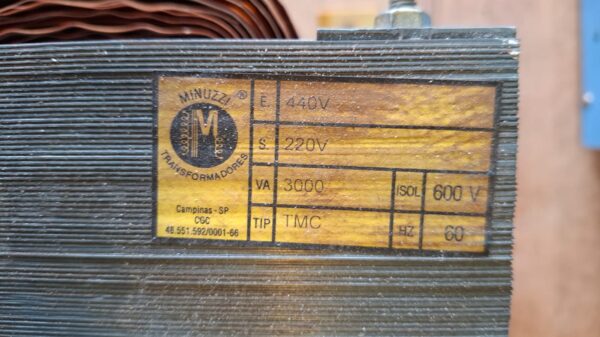 MINUZZI ®
M
TRANSFORMADORES
Campinas - SP
CGC
46.551.592/0001-66
E. 440V
S. 220V
VA 3000 ISOL 600 V
TIP TMC HZ 60